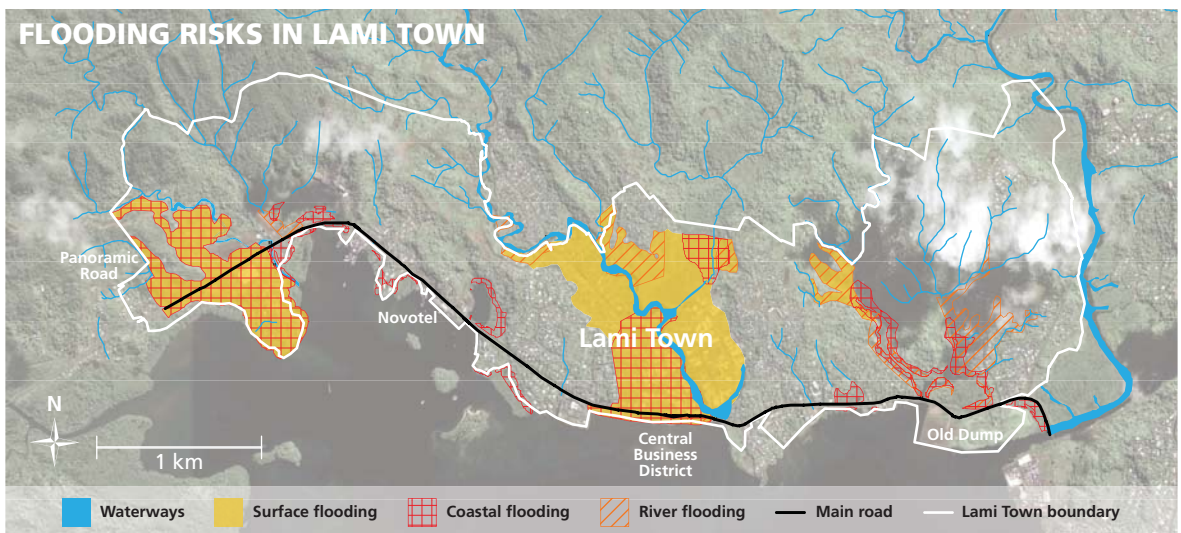 FLOODING RISKS IN LAMI TOWN
Panoramic
Road
Novotel
Lami Town
N
1 km
Central
Business
District
Old Dump
Waterways
Surface flooding
Coastal flooding
River flooding
Main road
Lami Town boundary